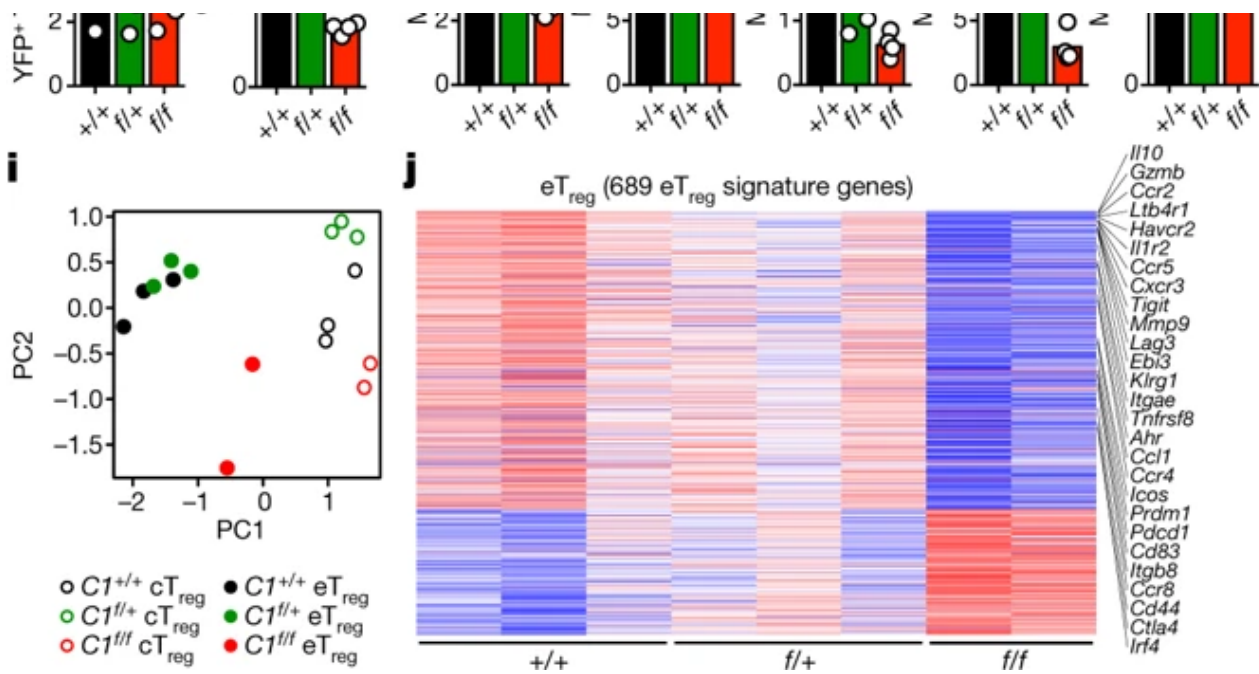 YFP+
2
0
+/+ f/+ f/f
0
+/+ f/+ f/f
2
0
+/+ f/+ f/f
5
0
+/+ f/+ f/f
1
0
+/+ f/+ f/f
5
0
+/+ f/+ f/f
0
+/+ f/+ f/f
i
PC2
1.0
0.5
0.0
−0.5
−1.0
−1.5
−2 −1 0 1
PC1
C1+/+ cTreg C1+/+ eTreg
C1f/+ cTreg C1f/+ eTreg
C1f/f cTreg C1f/f eTreg
j
eTreg (689 eTreg signature genes)
Il10
Gzmb
Ccr2
Ltb4r1
Havcr2
Il1r2
Ccr5
Cxcr3
Tigit
Mmp9
Lag3
Ebi3
Klrg1
Itgae
Tnfrsf8
Ahr
Ccl1
Ccr4
Icos
Prdm1
Pdcd1
Cd83
Itgb8
Ccr8
Cd44
Ctla4
Irf4
+/+ f/+ f/f